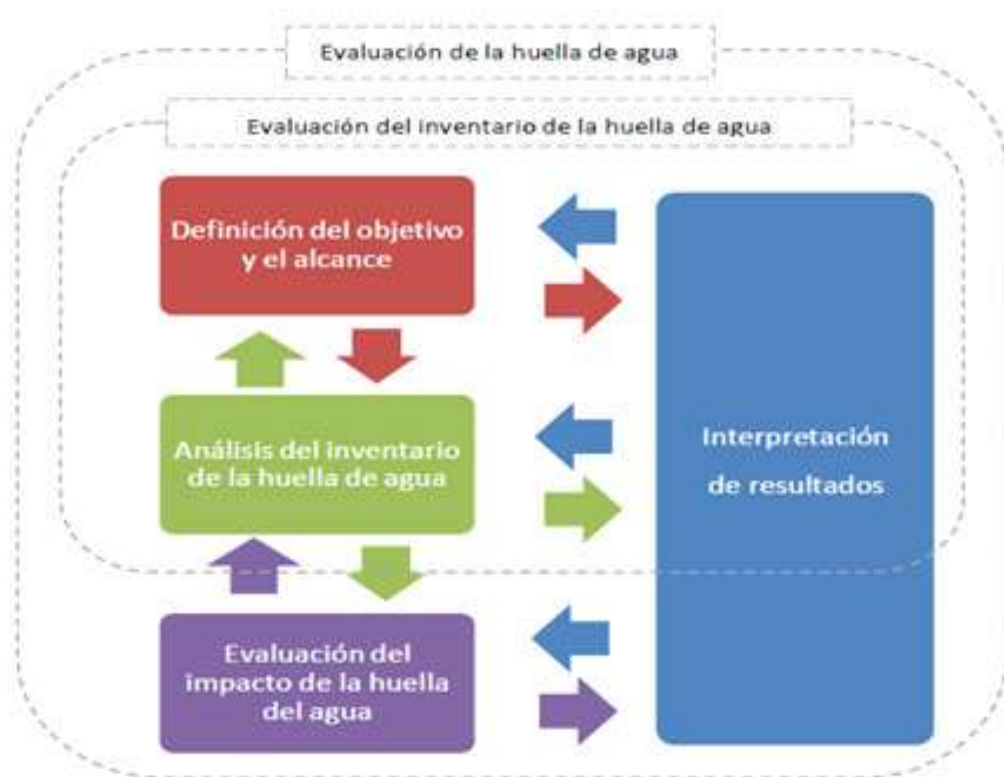 Evaluación de la huella de agua
Evaluación del inventario de la huella de agua
Definición del objetivo
y el alcance
Análisis del inventario
de la huella de agua
Interpretación
de resultados
Evaluación del
impacto de la huella
del agua